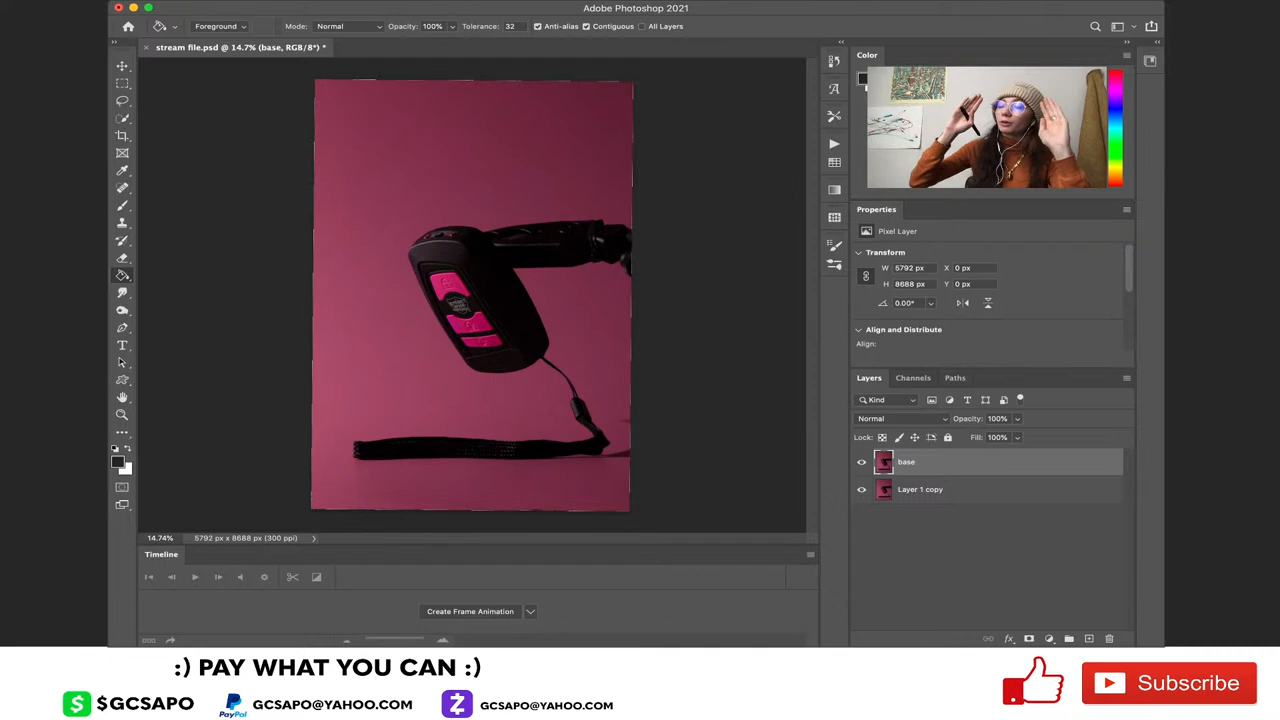 Adobe Photoshop 2021
Foreground Mode: Normal Opacity: 100% Tolerance: 32 Anti-alias Contiguous All Layers
stream file.psd @ 14.7% (base, RGB/8*) *
Color
Properties
Pixel Layer
Transform
W 5792 px X 0 px
H 8688 px Y 0 px
0.00°
Align and Distribute
Align:
Layers Channels Paths
Kind
Normal Opacity: 100%
Lock: Fill: 100%
base
Layer 1 copy
14.74% 5792 px x 8688 px (300 ppi)
Timeline
Create Frame Animation
:) PAY WHAT YOU CAN :)
$GCSAPO GCSAPO@YAHOO.COM GCSAPO@YAHOO.COM
PayPal
Subscribe